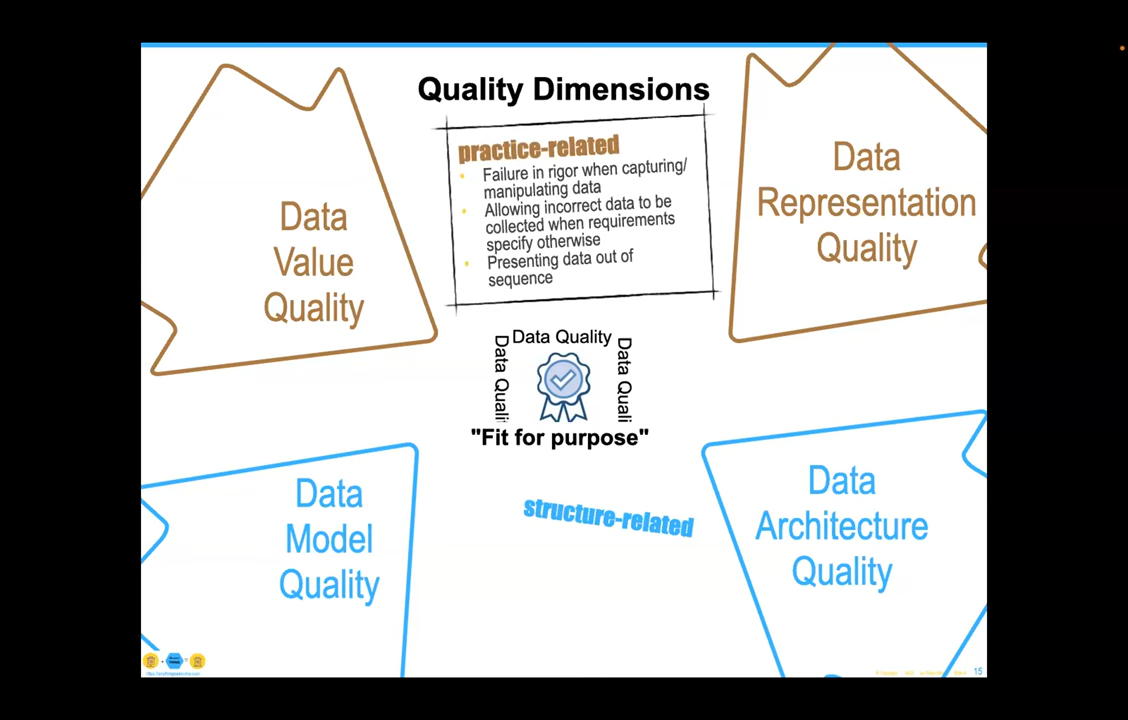 Quality Dimensions
practice-related
Failure in rigor when capturing/
manipulating data
Allowing incorrect data to be
collected when requirements
specify otherwise
Presenting data out of
sequence
Data
Value
Quality
Data
Representation
Quality
Data Quality
Data Quali
Data Quali
"Fit for purpose"
structure-related
Data
Model
Quality
Data
Architecture
Quality
15